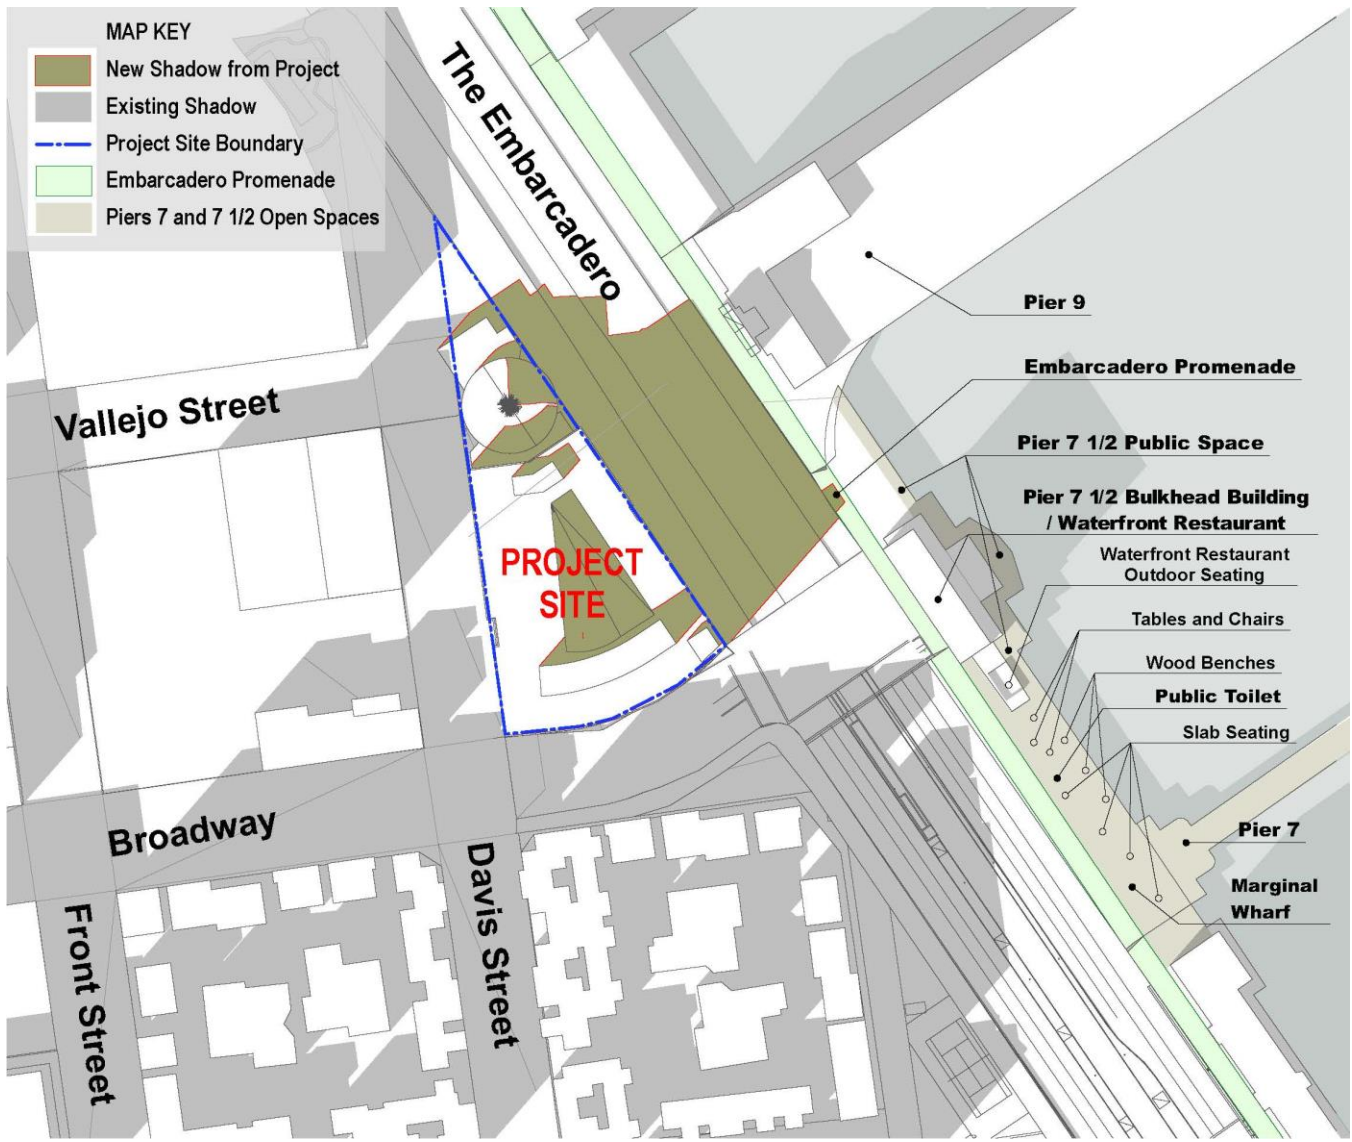 MAP KEY
New Shadow from Project
Existing Shadow
Project Site Boundary
Embarcadero Promenade
Piers 7 and 7 1/2 Open Spaces
The Embarcadero
Pier 9
Embarcadero Promenade
Vallejo Street
Pier 7 1/2 Public Space
Pier 7 1/2 Bulkhead Building
/ Waterfront Restaurant
Waterfront Restaurant
Outdoor Seating
PROJECT
SITE
Tables and Chairs
Wood Benches
Public Toilet
Slab Seating
Broadway
Pier 7
Marginal
Wharf
Front Street
Davis Street